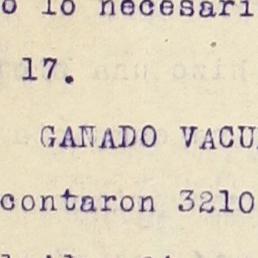 o lo necesari
17.
GANADO VACU
contaron 3210